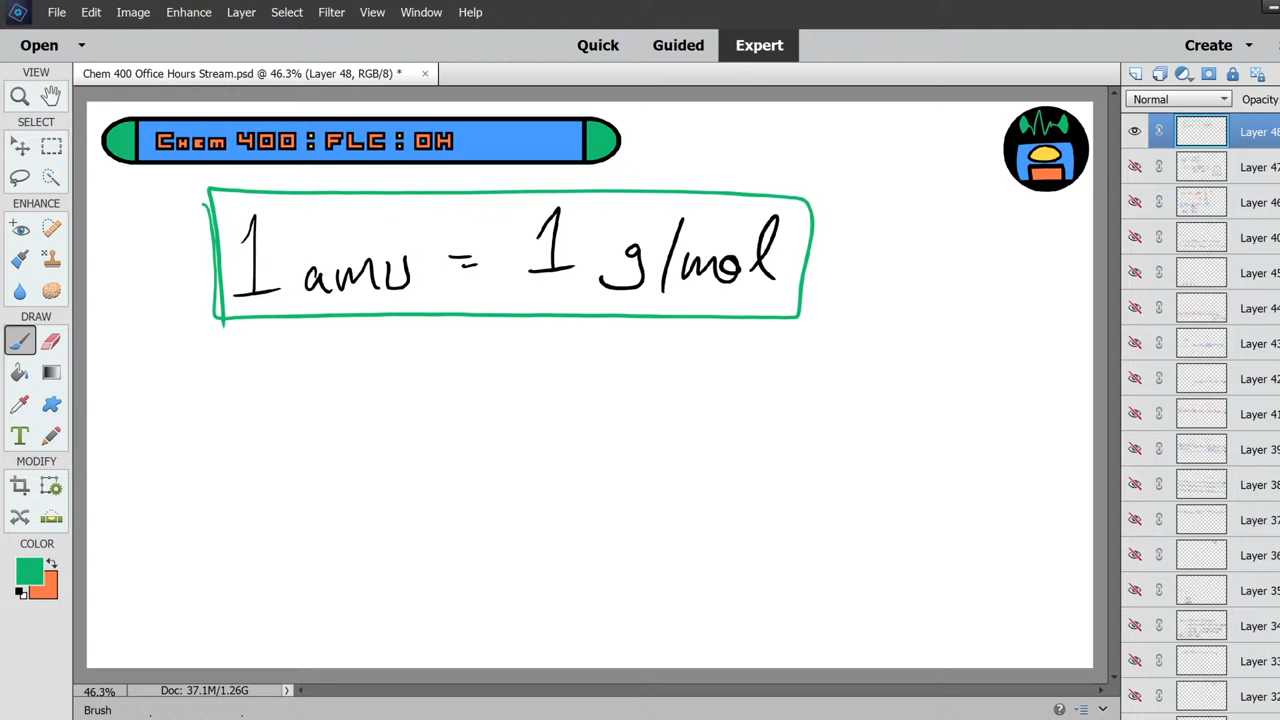 File Edit Image Enhance Layer Select Filter View Window Help
Open Quick Guided Expert Create
VIEW
Chem 400 Office Hours Stream.psd @ 46.3% (Layer 48, RGB/8) *
Normal Opacity
SELECT
Chem 400:FLC:OH
ENHANCE
1 amu = 1 g/mol
DRAW
MODIFY
COLOR
Layer 48
Layer 47
Layer 46
Layer 40
Layer 45
Layer 44
Layer 43
Layer 42
Layer 41
Layer 39
Layer 38
Layer 37
Layer 36
Layer 35
Layer 34
Layer 33
Layer 32
46.3% Doc: 37.1M/1.26G
Brush